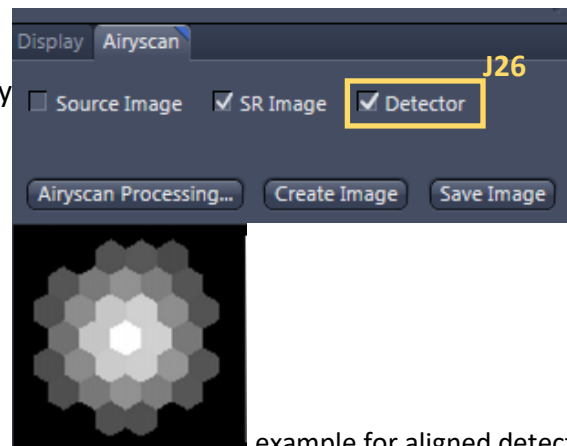 Display Airyscan
J26
y
Source Image SR Image Detector
Airyscan Processing... Create Image Save Image
example for aligned detect